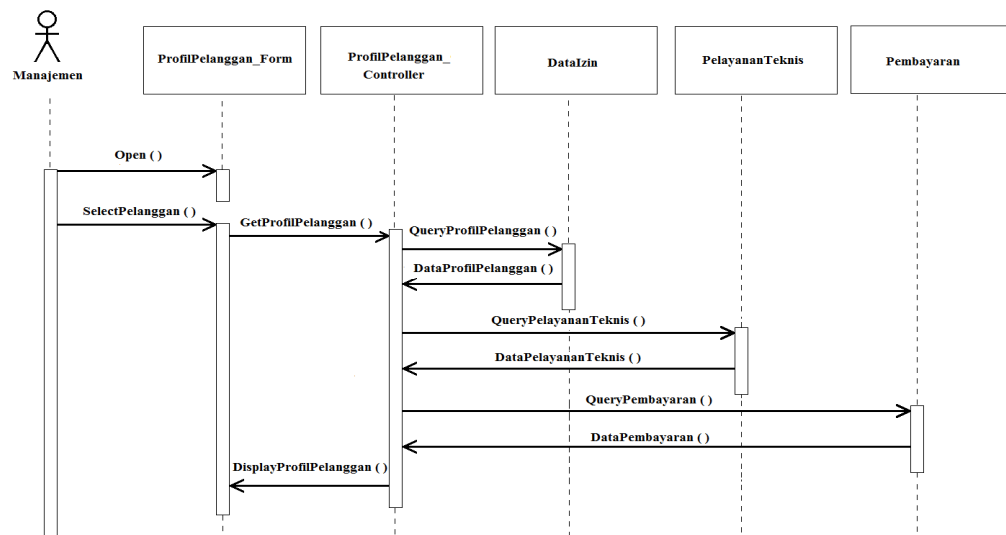 Manajemen
ProfilPelanggan_Form
ProfilPelanggan_
Controller
DataIzin
PelayananTeknis
Pembayaran
Open ( )
SelectPelanggan ( )
GetProfilPelanggan ( )
QueryProfilPelanggan ( )
DataProfilPelanggan ( )
QueryPelayananTeknis ( )
DataPelayananTeknis ( )
QueryPembayaran ( )
DataPembayaran ( )
DisplayProfilPelanggan ( )